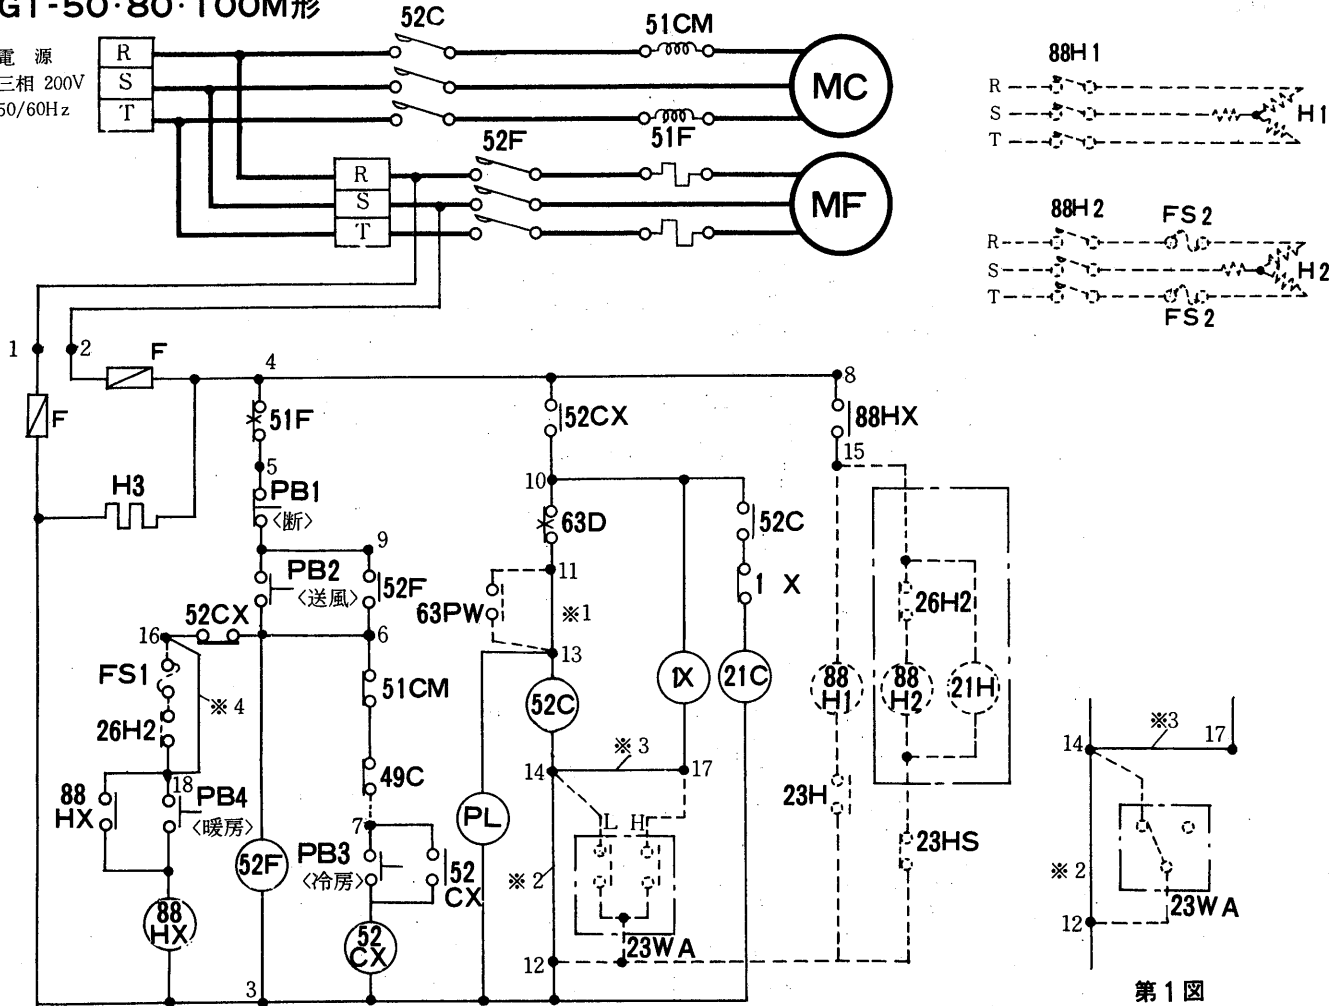 GT-50·80·100M形
電 源
三相 200V
50/60Hz
R
S
T
52C
51CM
MC
51F
52F
R
S
T
MF
88H1
R
S
T
H1
88H2
FS2
R
S
T
H2
FS2
1
2
F
F
4
8
51F
52CX
88HX
5
15
H3
PB1
〈断〉
10
63D
52C
9
PB2
〈送風〉
52F
11
1 X
26H2
63PW
※1
52CX
16
6
13
FS1
※4
51CM
52C
1X
21C
88
H1
88
H2
21H
26H2
※3
※3
14
17
14
17
49C
18
88
HX
PB4
〈暖房〉
PL
L
H
23H
7
PB3
〈冷房〉
52
CX
23HS
52F
※2
※2
23WA
88
HX
52
CX
23WA
12
12
3
第1図